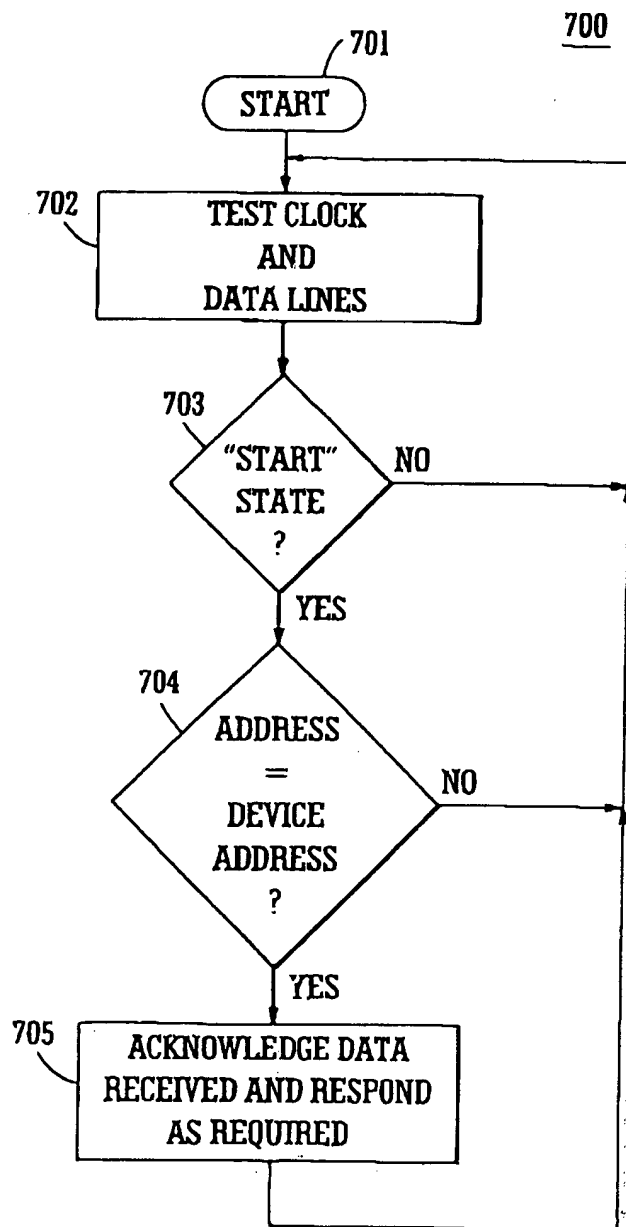 700
701
START
702
TEST CLOCK
AND
DATA LINES
703
"START"
STATE
?
NO
YES
704
ADDRESS
=
DEVICE
ADDRESS
?
NO
YES
705
ACKNOWLEDGE DATA
RECEIVED AND RESPOND
AS REQUIRED